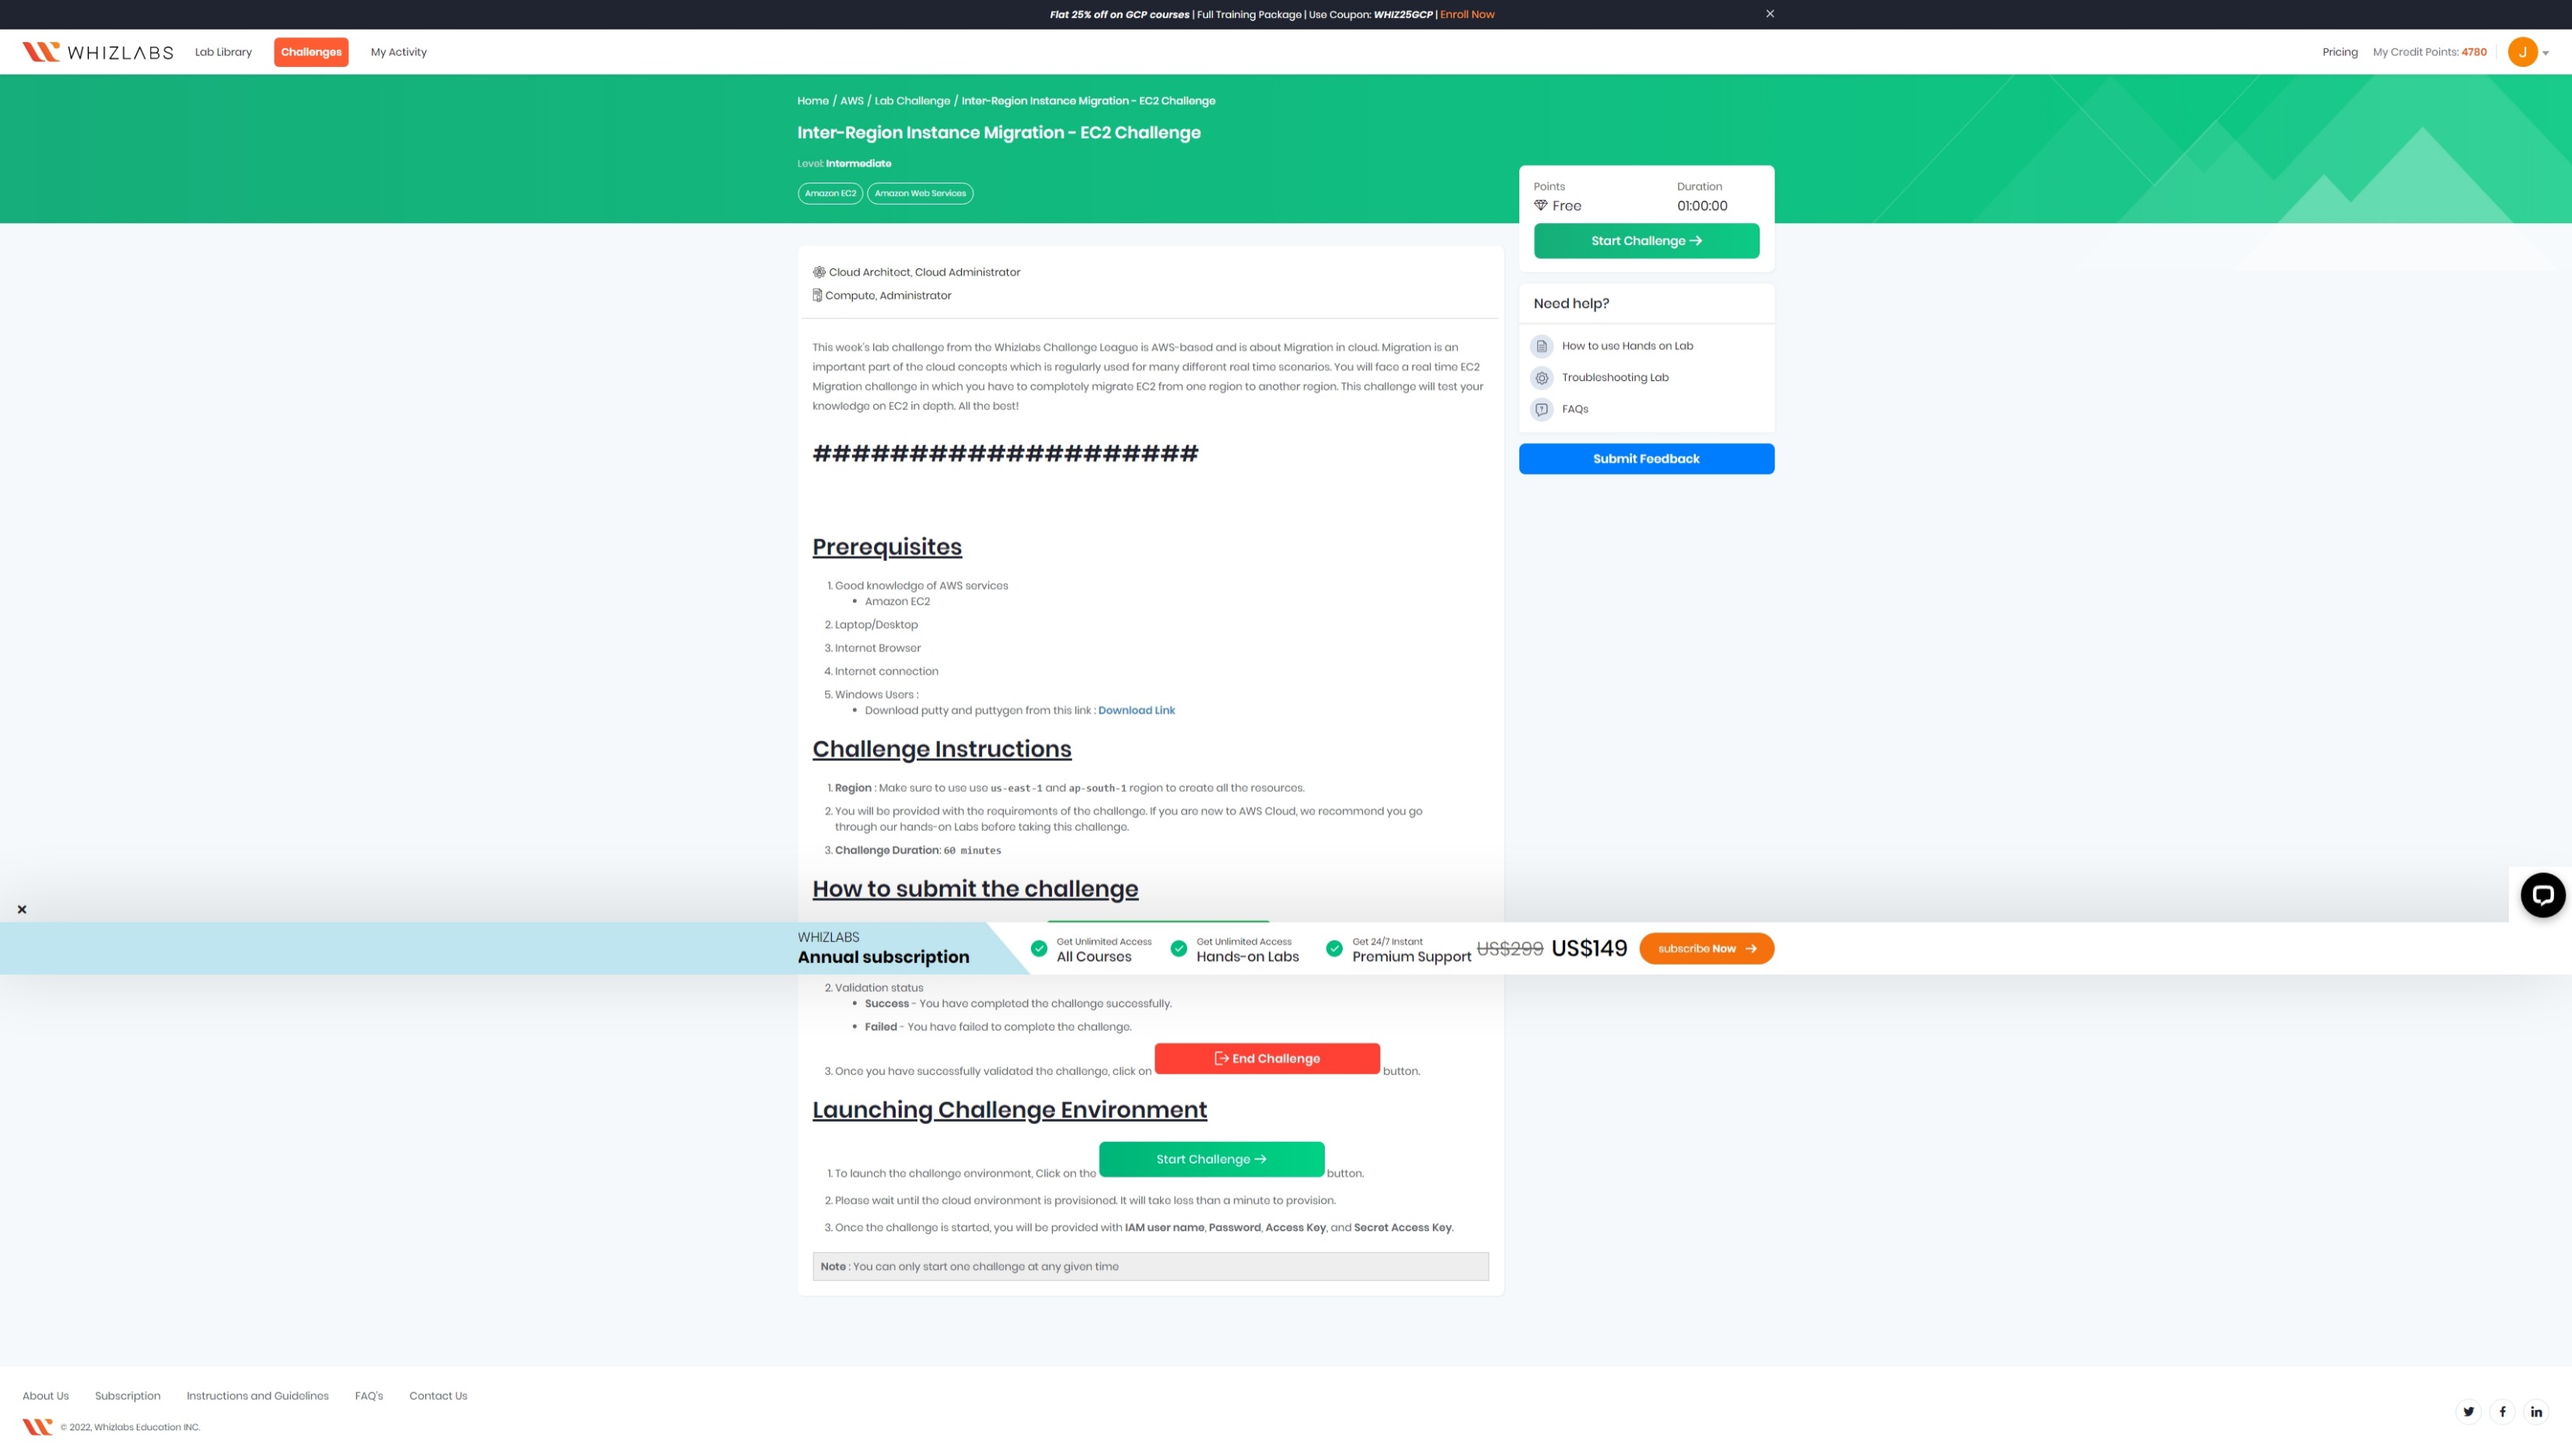 Flat 25% off on GCP courses | Full Training Package | Use Coupon: WHIZ25GCP | Enroll Now
WHIZLABS
Lab Library
Challenges
My Activity
Pricing
My Credit Points: 4780
J
Home / AWS / Lab Challenge / Inter-Region Instance Migration - EC2 Challenge
Inter-Region Instance Migration - EC2 Challenge
Level: Intermediate
Amazon EC2
Amazon Web Services
Points
Duration
Free
01:00:00
Start Challenge →
Cloud Architect, Cloud Administrator
Compute, Administrator
Need help?
How to use Hands on Lab
Troubleshooting Lab
FAQs
Submit Feedback
This week's lab challenge from the Whizlabs Challenge League is AWS-based and is about Migration in cloud. Migration is an
important part of the cloud concepts which is regularly used for many different real time scenarios. You will face a real time EC2
Migration challenge in which you have to completely migrate EC2 from one region to another region. This challenge will test your
knowledge on EC2 in depth. All the best!
####################
Prerequisites
1. Good knowledge of AWS services
• Amazon EC2
2. Laptop/Desktop
3. Internet Browser
4. Internet connection
5. Windows Users :
• Download putty and puttygen from this link : Download Link
Challenge Instructions
1. Region : Make sure to use use us-east-1 and ap-south-1 region to create all the resources.
2. You will be provided with the requirements of the challenge. If you are new to AWS Cloud, we recommend you go
through our hands-on Labs before taking this challenge.
3. Challenge Duration: 60 minutes
How to submit the challenge
WHIZLABS
Annual subscription
Get Unlimited Access
All Courses
Get Unlimited Access
Hands-on Labs
Get 24/7 Instant
Premium Support
US$299 US$149
subscribe Now →
2. Validation status
• Success - You have completed the challenge successfully.
• Failed - You have failed to complete the challenge.
3. Once you have successfully validated the challenge, click on End Challenge button.
Launching Challenge Environment
1. To launch the challenge environment, Click on the Start Challenge → button.
2. Please wait until the cloud environment is provisioned. It will take less than a minute to provision.
3. Once the challenge is started, you will be provided with IAM user name, Password, Access Key, and Secret Access Key.
Note : You can only start one challenge at any given time
About Us
Subscription
Instructions and Guidelines
FAQ's
Contact Us
© 2022, Whizlabs Education INC.